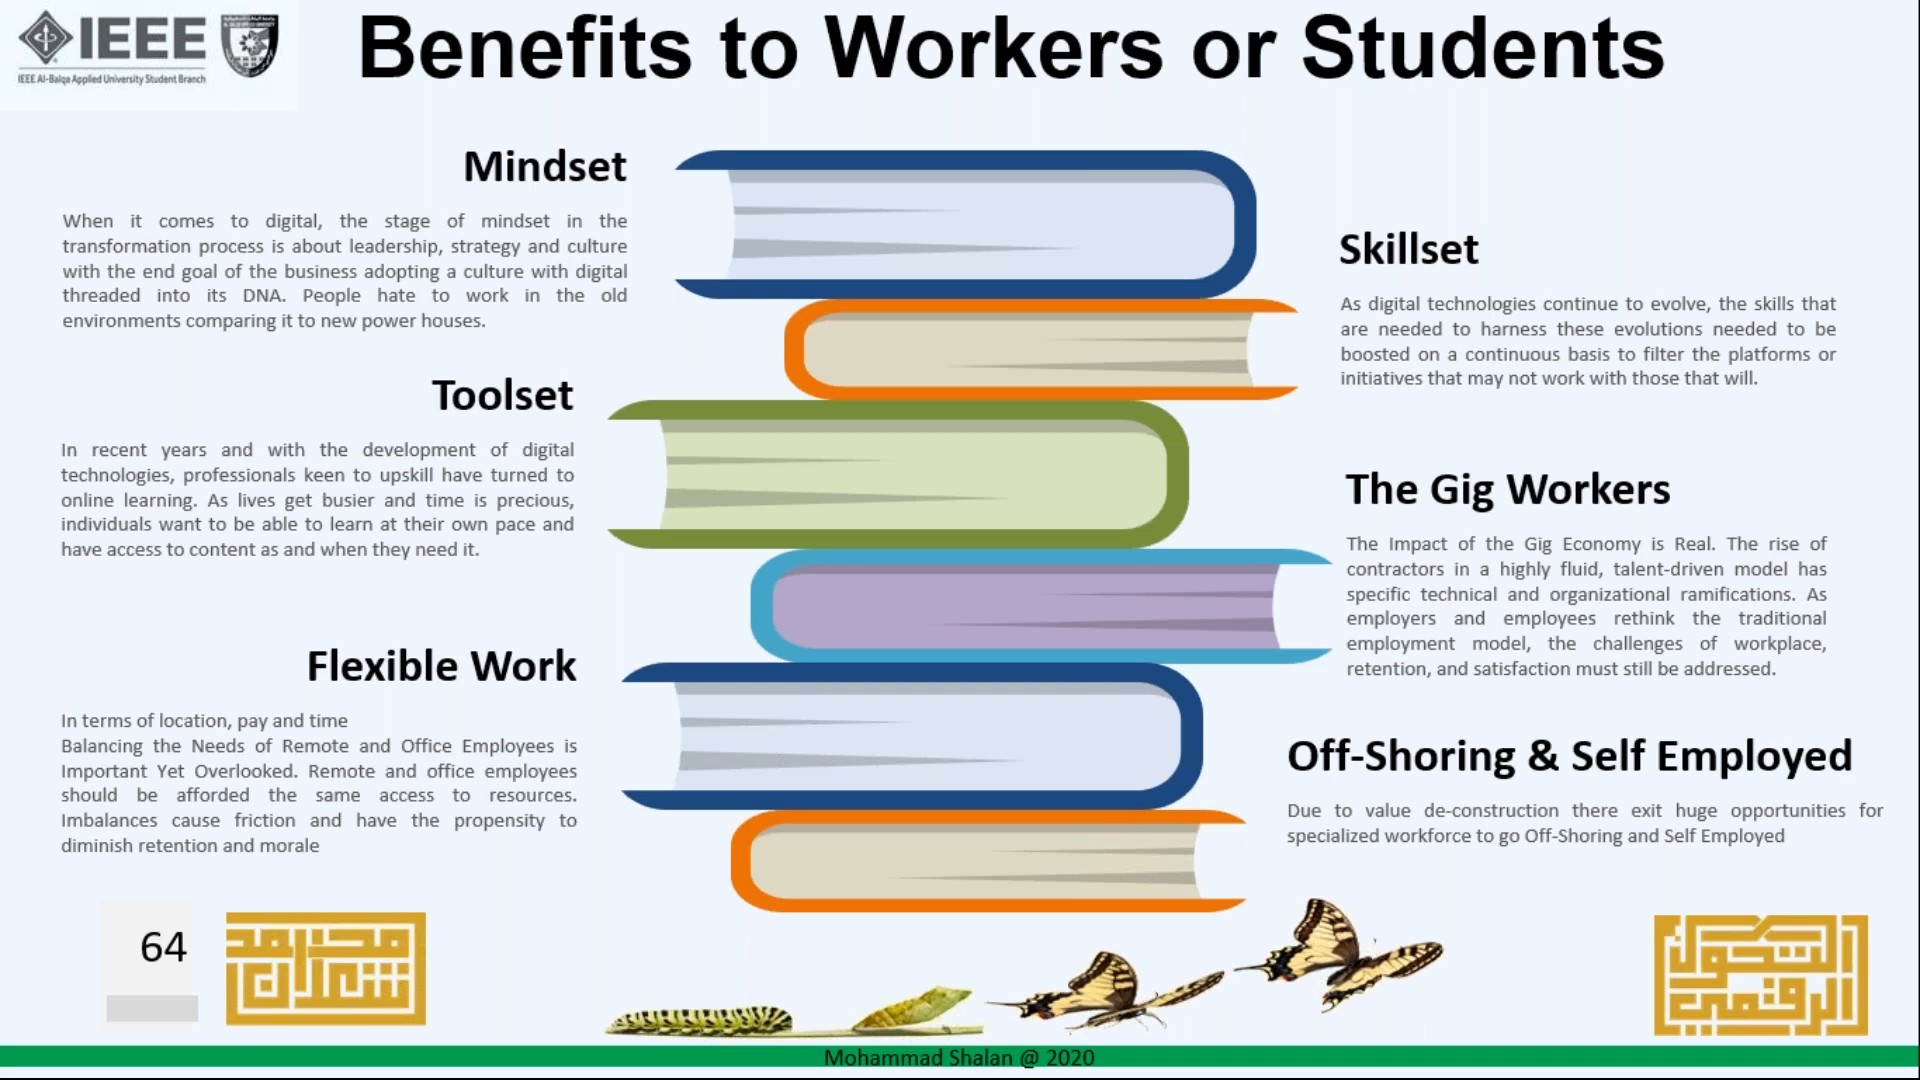 IEEE
IEEE Al-Balqa Applied University Student Branch
Benefits to Workers or Students
Mindset
When it comes to digital, the stage of mindset in the
transformation process is about leadership, strategy and culture
with the end goal of the business adopting a culture with digital
threaded into its DNA. People hate to work in the old
environments comparing it to new power houses.
Skillset
As digital technologies continue to evolve, the skills that
are needed to harness these evolutions needed to be
boosted on a continuous basis to filter the platforms or
initiatives that may not work with those that will.
Toolset
In recent years and with the development of digital
technologies, professionals keen to upskill have turned to
online learning. As lives get busier and time is precious,
individuals want to be able to learn at their own pace and
have access to content as and when they need it.
The Gig Workers
The Impact of the Gig Economy is Real. The rise of
contractors in a highly fluid, talent-driven model has
specific technical and organizational ramifications. As
employers and employees rethink the traditional
employment model, the challenges of workplace,
retention, and satisfaction must still be addressed.
Flexible Work
In terms of location, pay and time
Balancing the Needs of Remote and Office Employees is
Important Yet Overlooked. Remote and office employees
should be afforded the same access to resources.
Imbalances cause friction and have the propensity to
diminish retention and morale
Off-Shoring & Self Employed
Due to value de-construction there exit huge opportunities for
specialized workforce to go Off-Shoring and Self Employed
64
محمد
شعلان
التحول
الرقمي
Mohammad Shalan @ 2020